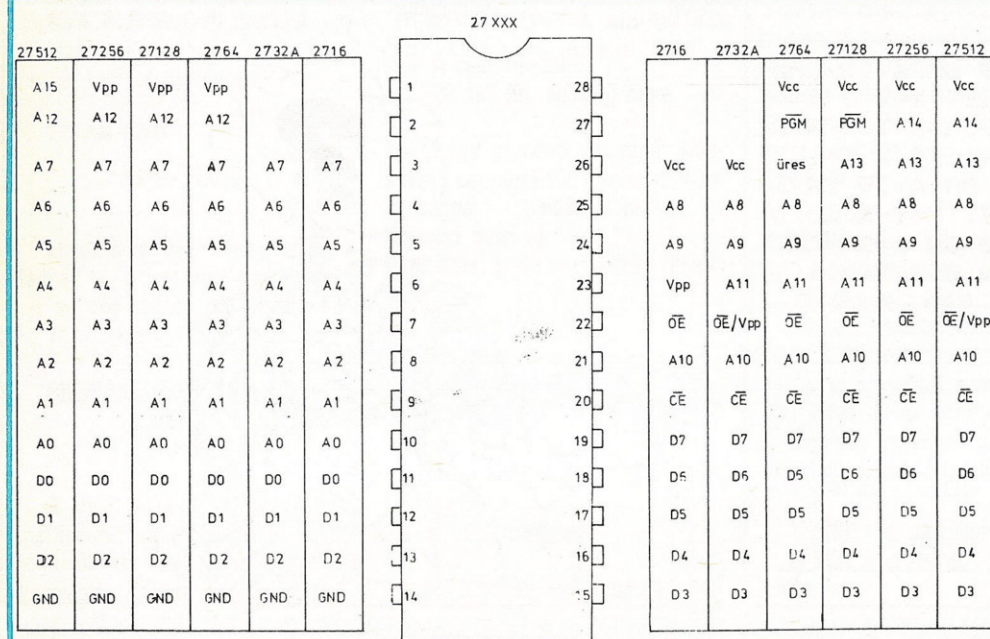 27 XXX
27512 27256 27128 2764 2732A 2716 2716 2732A 2764 27128 27256 27512
A15 Vpp Vpp Vpp 1 28 Vcc Vcc Vcc Vcc
A12 A12 A12 A12 2 27 PGM PGM A14 A14
A7 A7 A7 A7 A7 A7 3 26 Vcc Vcc üres A13 A13 A13
A6 A6 A6 A6 A6 A6 4 25 A8 A8 A8 A8 A8 A8
A5 A5 A5 A5 A5 A5 5 24 A9 A9 A9 A9 A9 A9
A4 A4 A4 A4 A4 A4 6 23 Vpp A11 A11 A11 A11 A11
A3 A3 A3 A3 A3 A3 7 22 OE OE/Vpp OE OE OE OE/Vpp
A2 A2 A2 A2 A2 A2 8 21 A10 A10 A10 A10 A10 A10
A1 A1 A1 A1 A1 A1 9 20 CE CE CE CE CE CE
A0 A0 A0 A0 A0 A0 10 19 D7 D7 D7 D7 D7 D7
D0 D0 D0 D0 D0 D0 11 18 D6 D6 D6 D6 D6 D6
D1 D1 D1 D1 D1 D1 12 17 D5 D5 D5 D5 D5 D5
D2 D2 D2 D2 D2 D2 13 16 D4 D4 D4 D4 D4 D4
GND GND GND GND GND GND 14 15 D3 D3 D3 D3 D3 D3